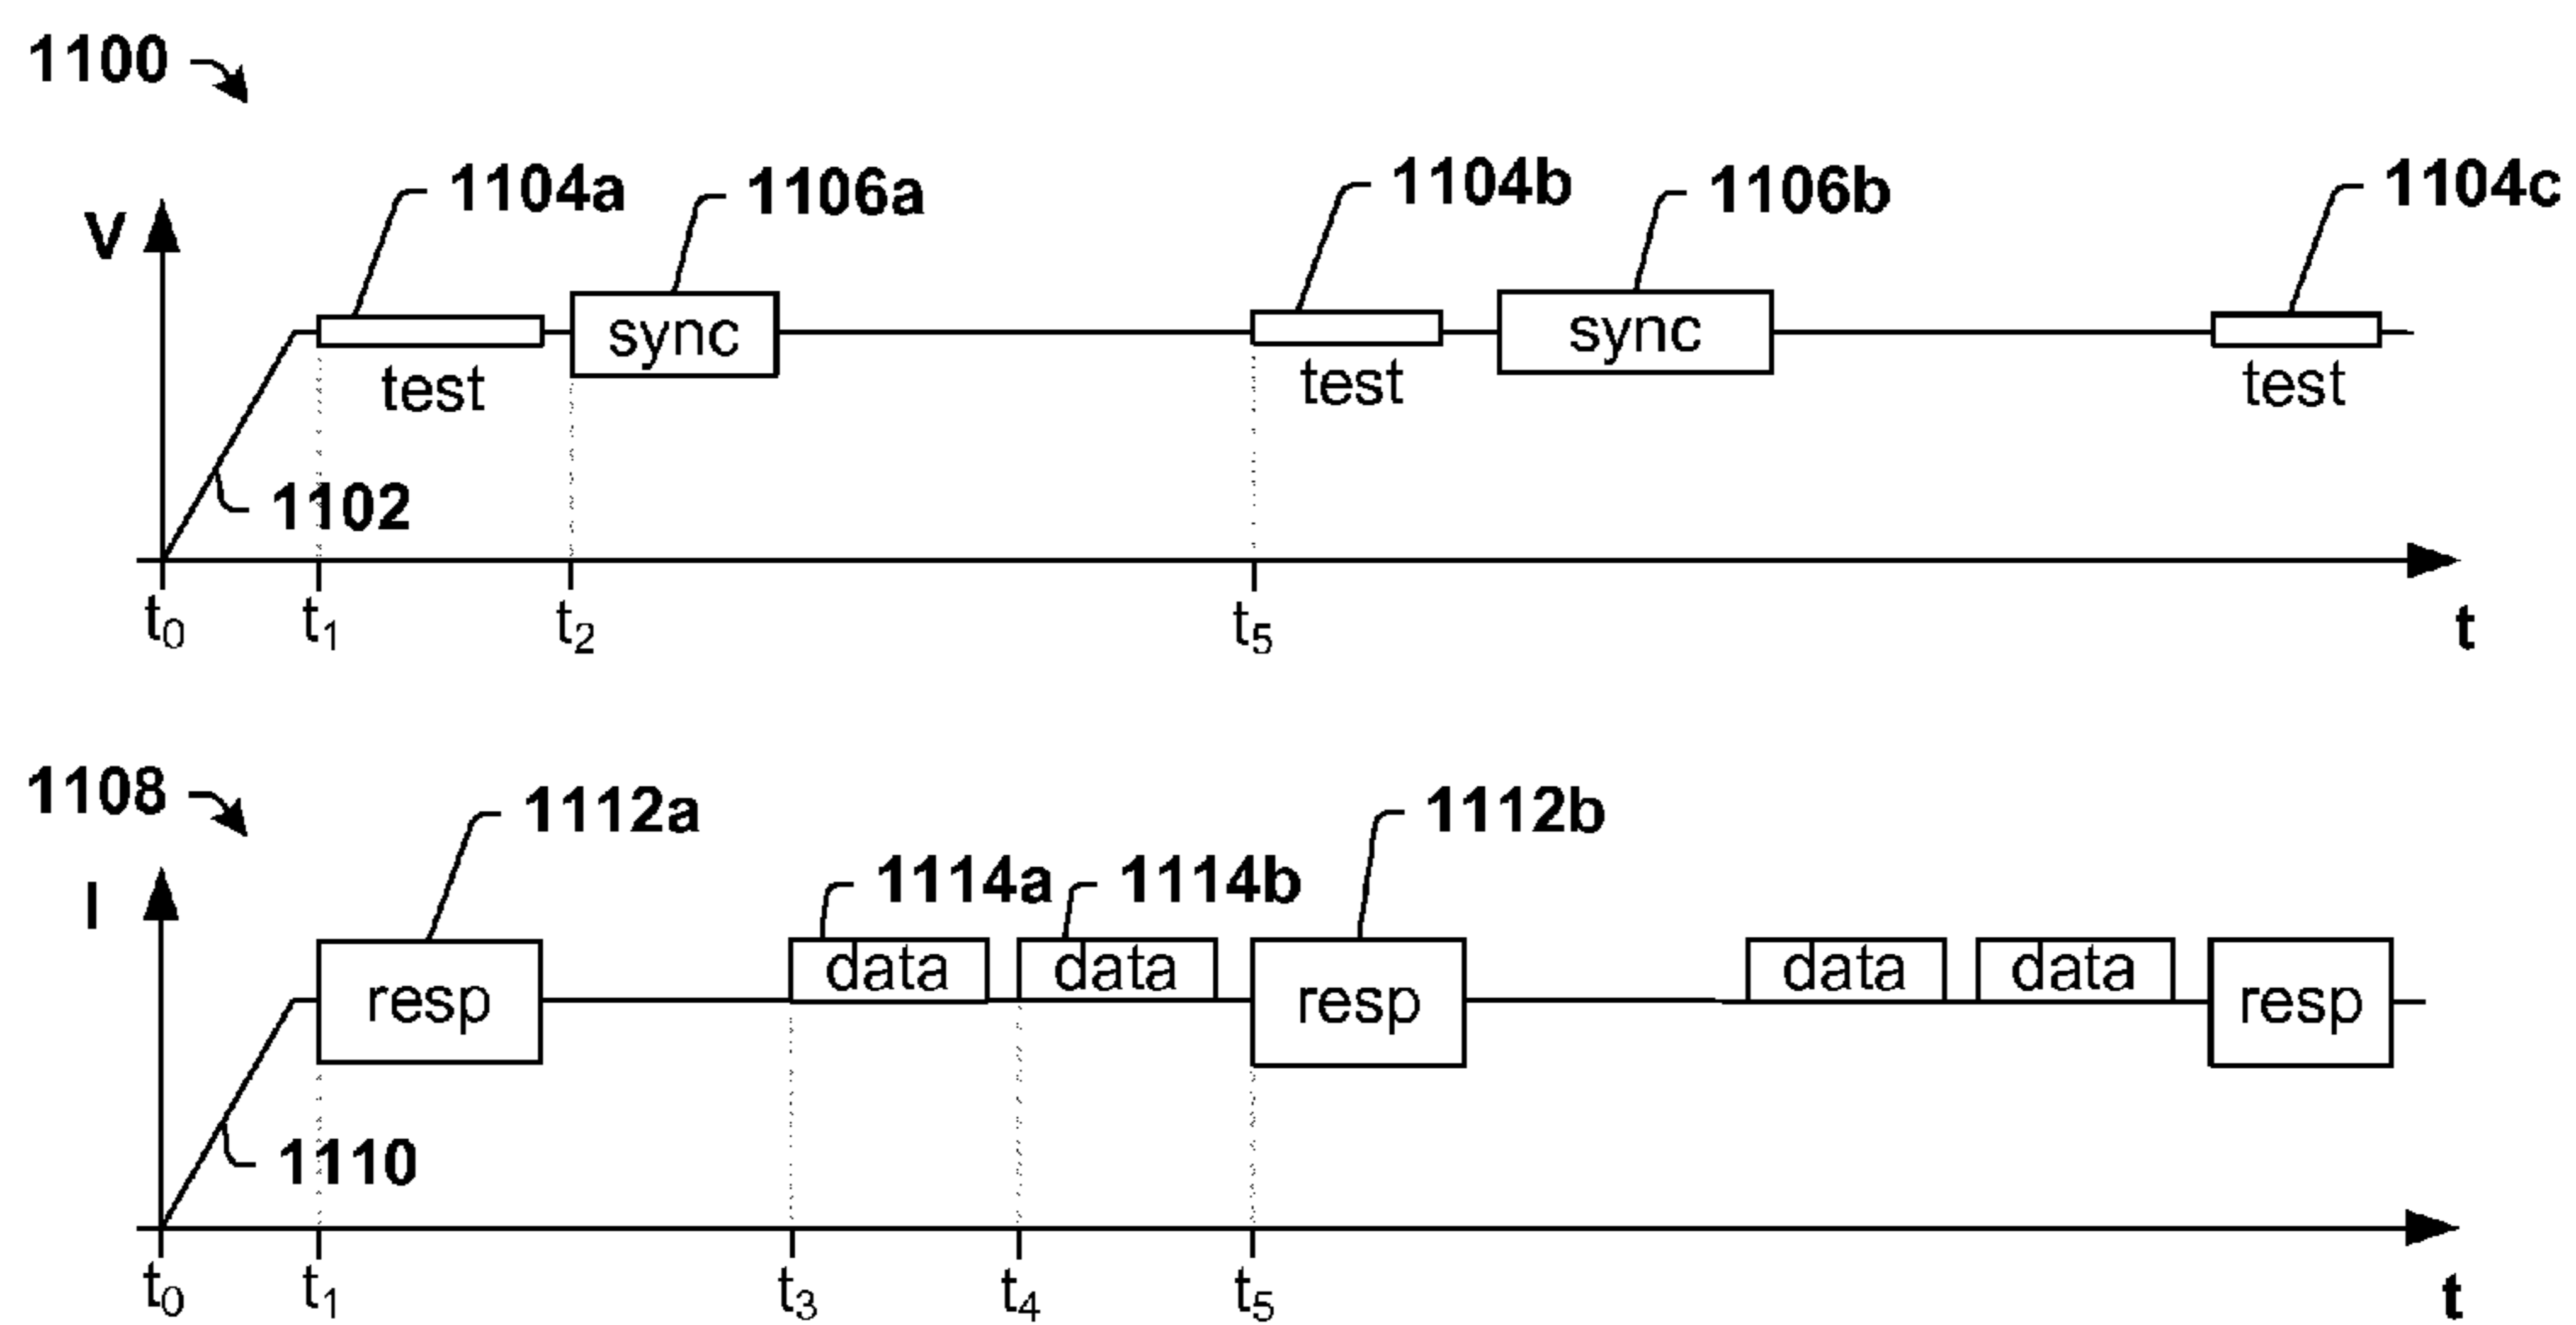 1100
1104a 1106a 1104b 1106b 1104c
V
sync sync
test test test
1102
t0 t1 t2 t5 t
1108
1112a 1112b
1114a 1114b
I
data data data data
resp resp resp
1110
t0 t1 t3 t4 t5 t